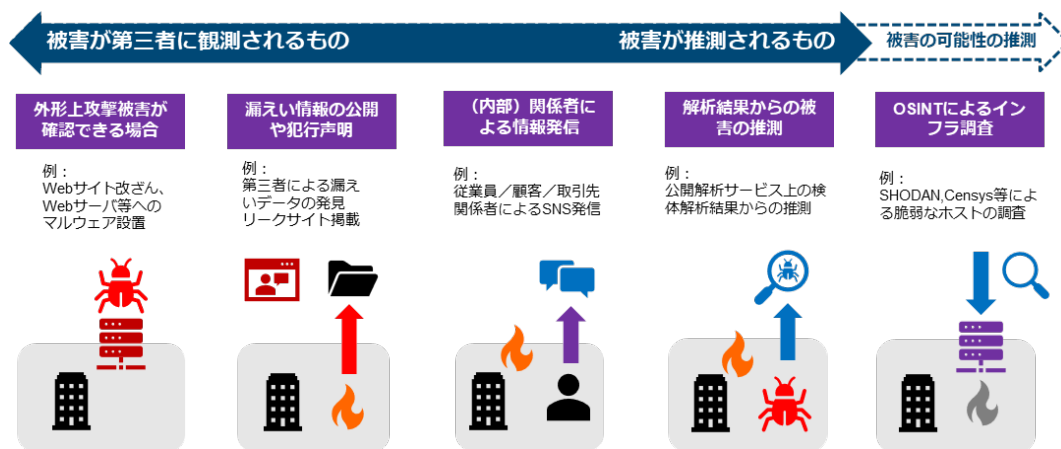 被害が第三者に観測されるもの
被害が推測されるもの
被害の可能性の推測
外形上攻撃被害が
確認できる場合
例：
Webサイト改ざん、
Webサーバ等への
マルウェア設置
漏えい情報の公開
や犯行声明
例：
第三者による漏え
いデータの発見
リークサイト掲載
（内部）関係者に
よる情報発信
例：
従業員／顧客／取引先
関係者によるSNS発信
解析結果からの被
害の推測
例：
公開解析サービス上の検
体解析結果からの推測
OSINTによるイン
フラ調査
例：
SHODAN,Censys等によ
る脆弱なホストの調査